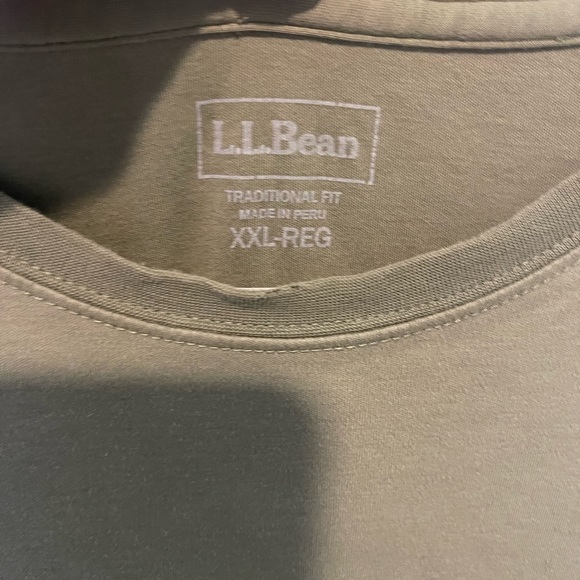 L.L.Bean
TRADITIONAL FIT
MADE IN PERU
XXL-REG